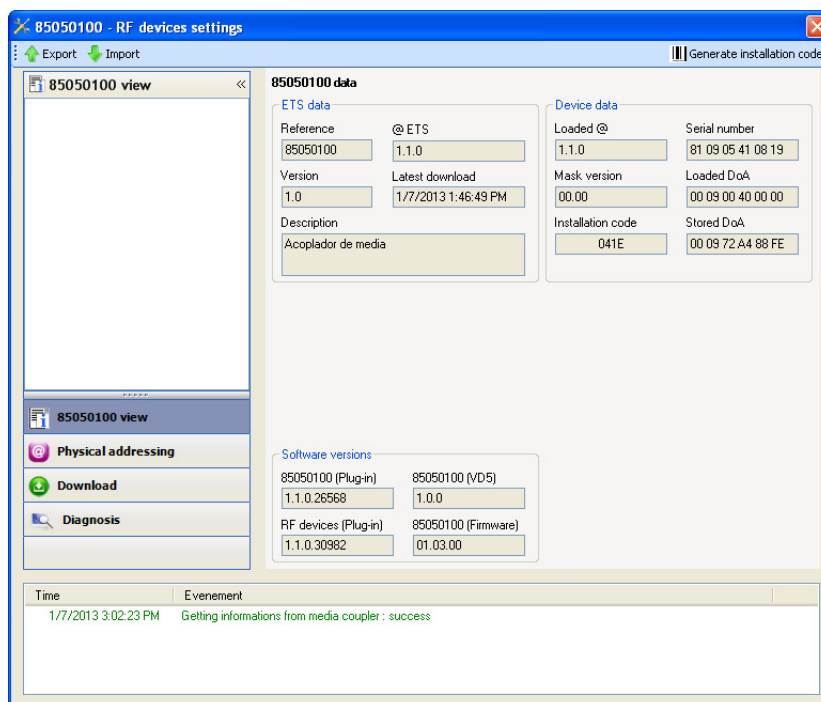 85050100 - RF devices settings
Export Import Generate installation code
85050100 view «
85050100 data
ETS data
Reference @ ETS
85050100 1.1.0
Version Latest download
1.0 1/7/2013 1:46:49 PM
Description
Acoplador de media
Device data
Loaded @ Serial number
1.1.0 81 09 05 41 08 19
Mask version Loaded DoA
00.00 00 09 00 40 00 00
Installation code Stored DoA
041E 00 09 72 A4 88 FE
85050100 view
Physical addressing
Download
Diagnosis
Software versions
85050100 (Plug-in) 85050100 (VD5)
1.1.0.26568 1.0.0
RF devices (Plug-in) 85050100 (Firmware)
1.1.0.30982 01.03.00
Time Evenement
1/7/2013 3:02:23 PM Getting informations from media coupler : success